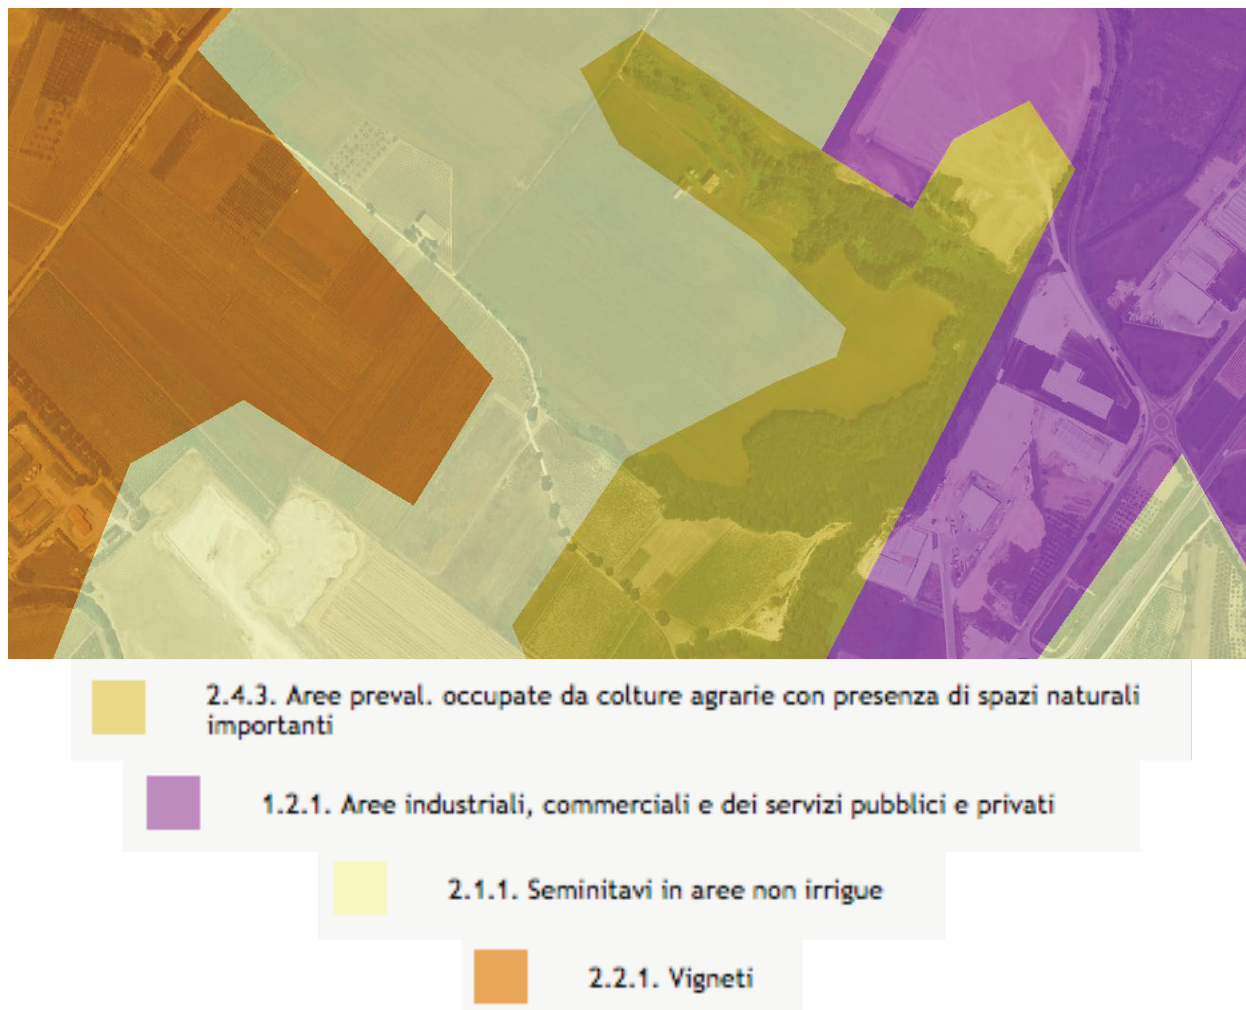 2.4.3. Aree preval. occupate da colture agrarie con presenza di spazi naturali
importanti
1.2.1. Aree industriali, commerciali e dei servizi pubblici e privati
2.1.1. Seminitavi in aree non irrigue
2.2.1. Vigneti